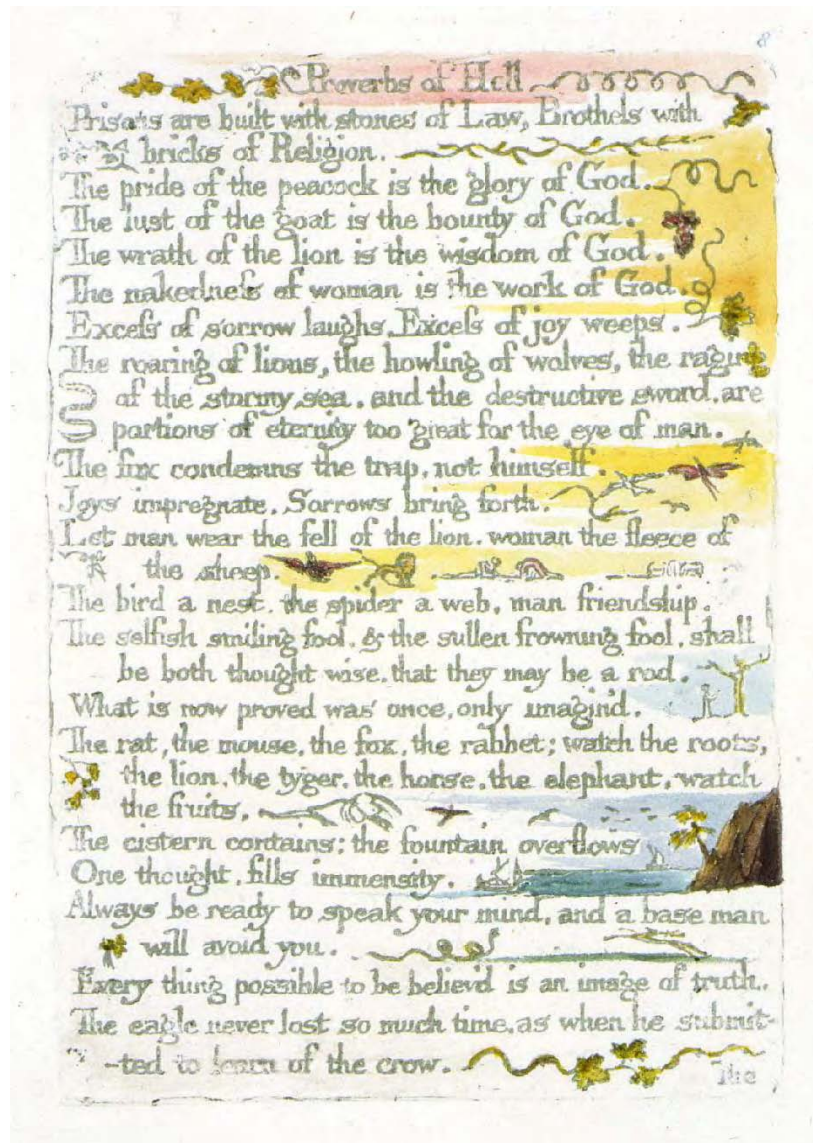 8
Proverbs of Hell
Prisons are built with stones of Law, Brothels with
bricks of Religion.
The pride of the peacock is the glory of God.
The lust of the goat is the bounty of God.
The wrath of the lion is the wisdom of God.
The nakedneſs of woman is the work of God.
Exceſs of sorrow laughs. Exceſs of joy weeps.
The roaring of lions, the howling of wolves, the raging
of the stormy sea, and the destructive sword, are
portions of eternity too great for the eye of man.
The fox condemns the trap, not himself.
Joys impregnate. Sorrows bring forth.
Let man wear the fell of the lion. woman the fleece of
the sheep.
The bird a nest, the spider a web, man friendship.
The selfish smiling fool, & the sullen frowning fool, shall
be both thought wise, that they may be a rod.
What is now proved was once, only imagin'd.
The rat, the mouse, the fox, the rabbet; watch the roots,
the lion, the tyger, the horse, the elephant, watch
the fruits.
The cistern contains: the fountain overflows
One thought, fills immensity.
Always be ready to speak your mind, and a base man
will avoid you.
Every thing possible to be believ'd is an image of truth.
The eagle never lost so much time, as when he submit-
-ted to learn of the crow.
The